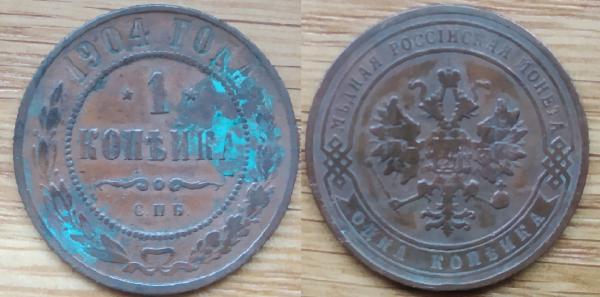 1904 ГОДА
1
КОПѢЙКА
С.П.Б.
МѢДНАЯ РОССІЙСКАЯ МОНЕТА
ОДНА КОПѢЙКА